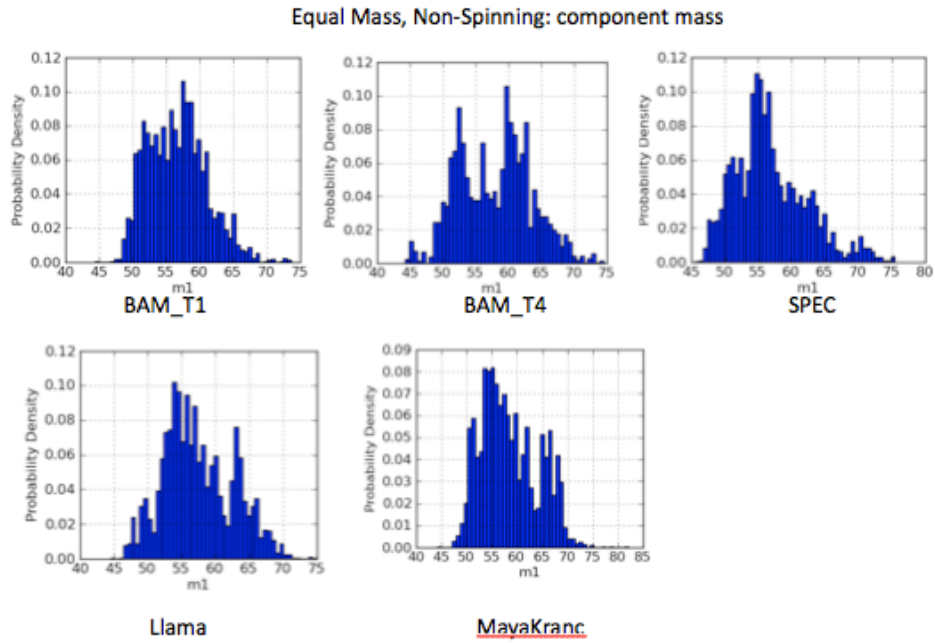 Equal Mass, Non-Spinning: component mass
0.12
0.10
0.08
0.06
0.04
0.02
0.00
Probability Density
40 45 50 55 60 65 70 75
m1
BAM_T1
0.12
0.10
0.08
0.06
0.04
0.02
0.00
Probability Density
40 45 50 55 60 65 70 75
m1
BAM_T4
0.12
0.10
0.08
0.06
0.04
0.02
0.00
Probability Density
45 50 55 60 65 70 75 80
m1
SPEC
0.12
0.10
0.08
0.06
0.04
0.02
0.00
Probability Density
40 45 50 55 60 65 70 75
m1
Llama
0.09
0.08
0.07
0.06
0.05
0.04
0.03
0.02
0.01
0.00
Probability Density
40 45 50 55 60 65 70 75 80 85
m1
MayaKranc